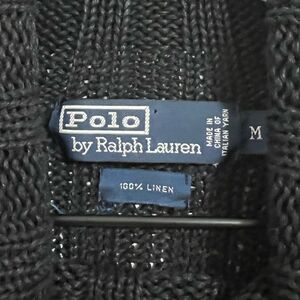 Polo
by Ralph Lauren
MADE IN
CHINA OF
ITALIAN YARN
M
100% LINEN